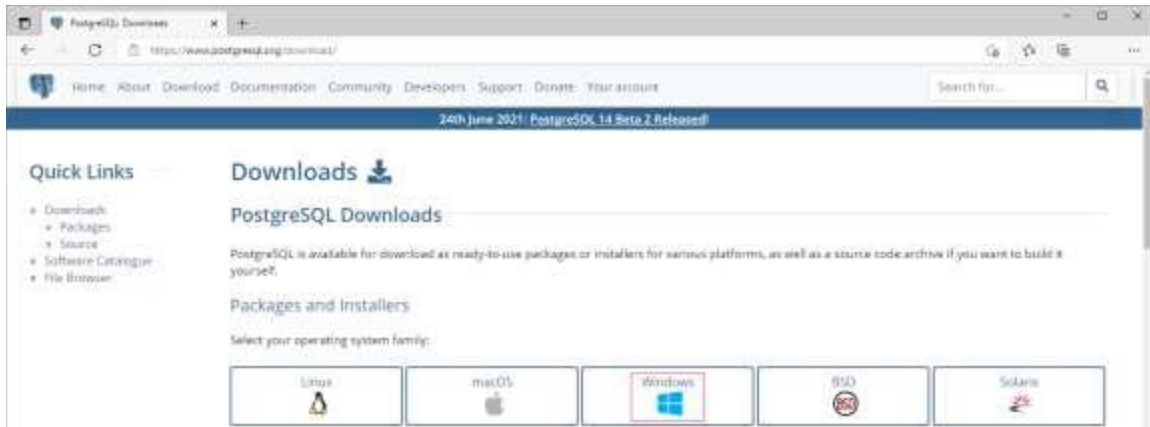 PostgreSQL: Downloads
https://www.postgresql.org/download/
Home About Download Documentation Community Developers Support Donate Your account
Search for...
24th June 2021: PostgreSQL 14 Beta 2 Released!
Quick Links
Downloads
Packages
Source
Software Catalogue
File Browser
Downloads
PostgreSQL Downloads
PostgreSQL is available for download as ready-to-use packages or installers for various platforms, as well as a source code archive if you want to build it
yourself.
Packages and Installers
Select your operating system family:
Linux
macOS
Windows
BSD
BSD
Solaris